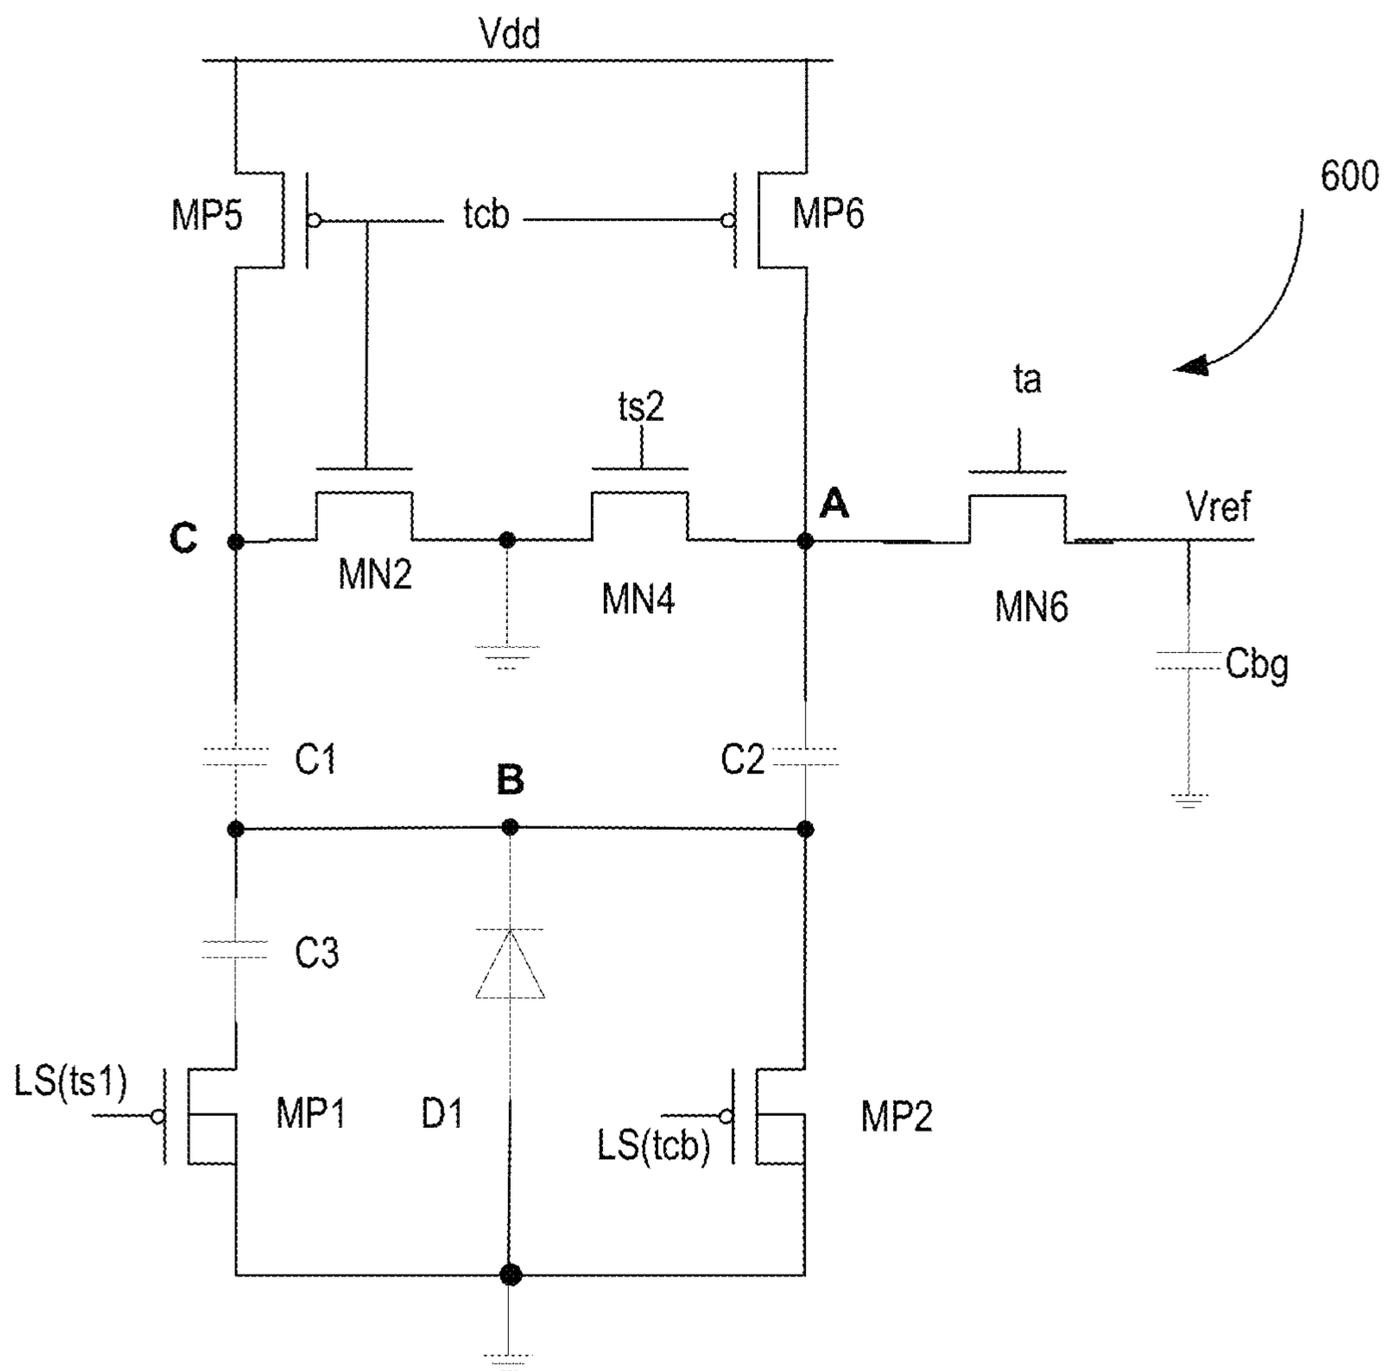 Vdd
600
MP5
tcb
MP6
ta
ts2
A
Vref
C
MN2
MN4
MN6
Cbg
C1
B
C2
C3
LS(ts1)
MP1
D1
LS(tcb)
MP2